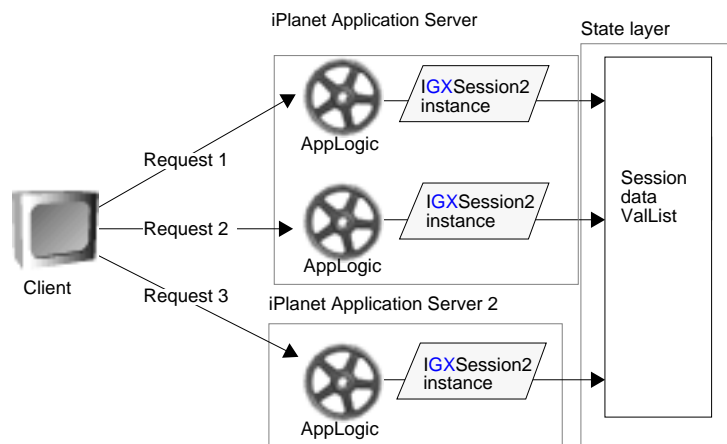 iPlanet Application Server
State layer
IGXSession2
instance
AppLogic
Request 1
Session
data
ValList
IGXSession2
instance
Request 2
AppLogic
Client
Request 3
iPlanet Application Server 2
IGXSession2
instance
AppLogic